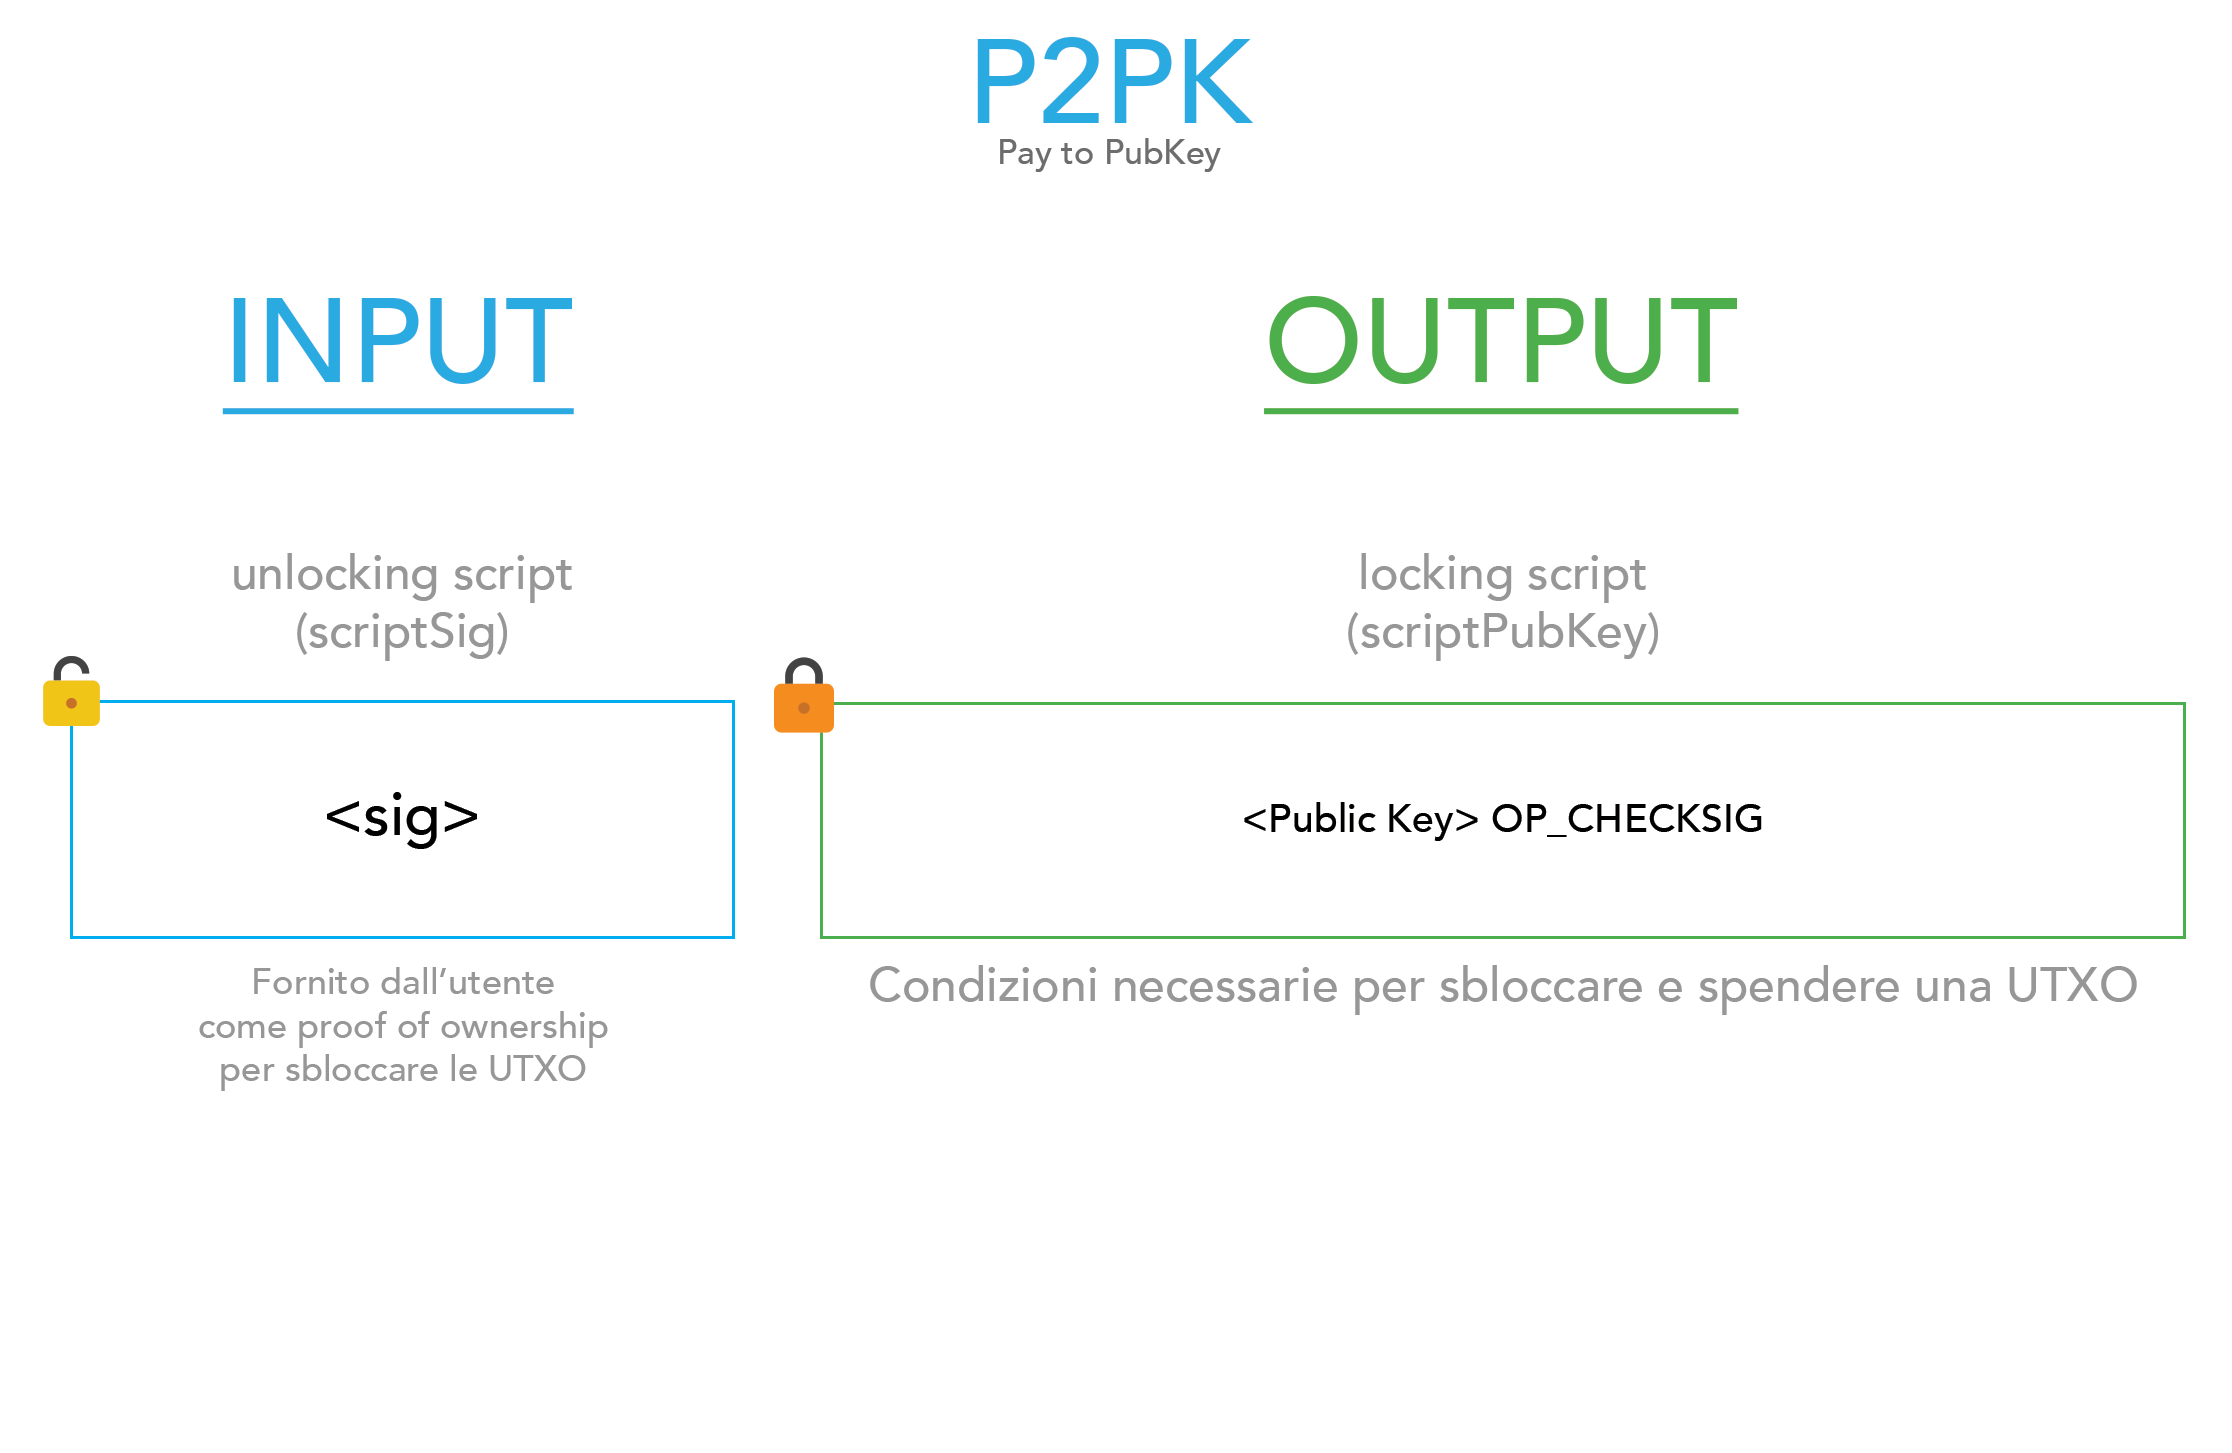 P2PK
Pay to PubKey
INPUT
unlocking script
(scriptSig)
<sig>
Fornito dall’utente
come proof of ownership
per sbloccare le UTXO
OUTPUT
locking script
(scriptPubKey)
<Public Key> OP_CHECKSIG
Condizioni necessarie per sbloccare e spendere una UTXO